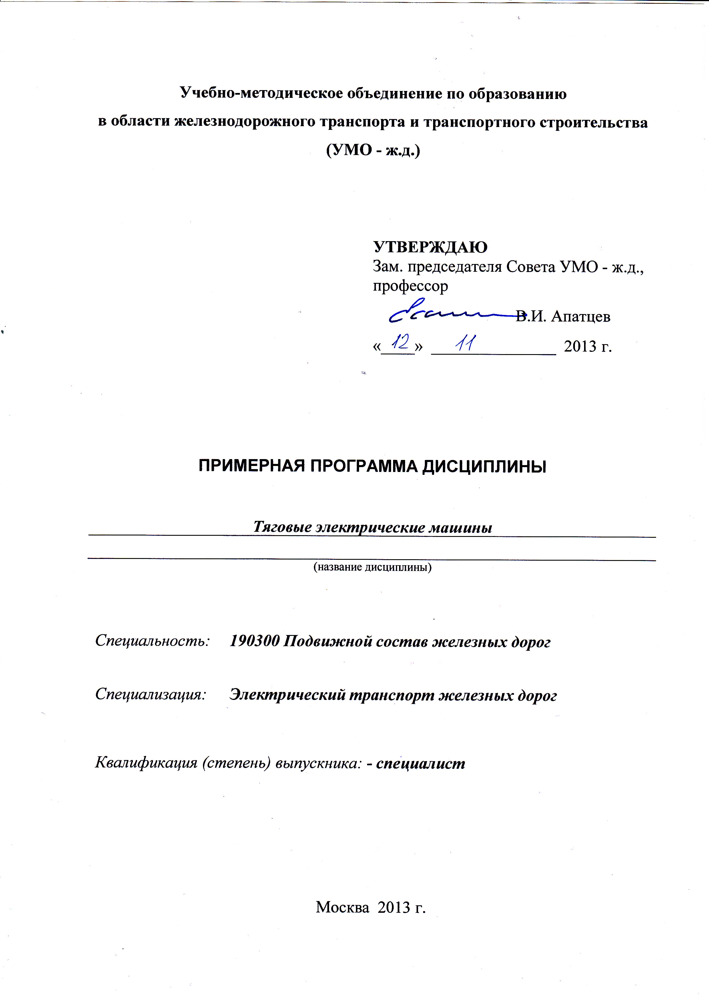 Учебно-методическое объединение по образованию
в области железнодорожного транспорта и транспортного строительства
(УМО - ж.д.)
УТВЕРЖДАЮ
Зам. председателя Совета УМО - ж.д.,
профессор
В.И. Апатцев
«12» 11 2013 г.
ПРИМЕРНАЯ ПРОГРАММА ДИСЦИПЛИНЫ
Тяговые электрические машины
(название дисциплины)
Специальность: 190300 Подвижной состав железных дорог
Специализация: Электрический транспорт железных дорог
Квалификация (степень) выпускника: - специалист
Москва 2013 г.